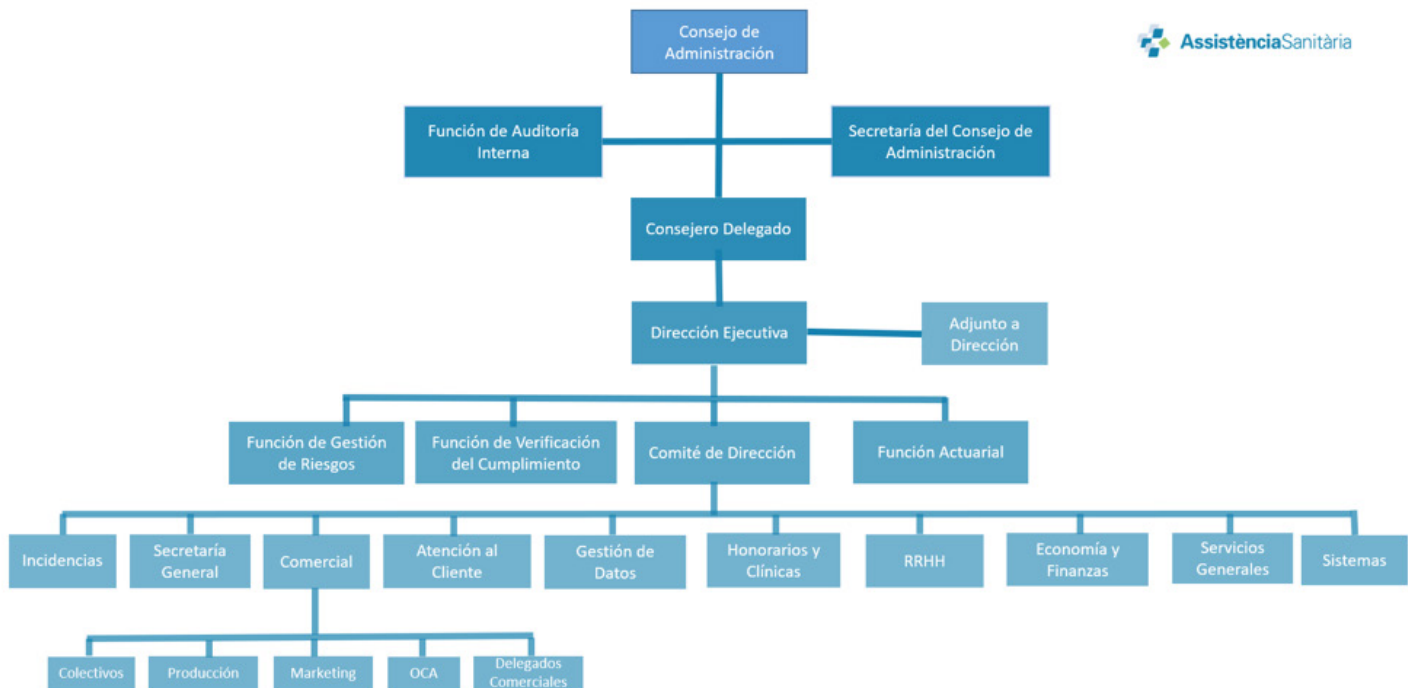 Consejo de
Administración
AssistènciaSanitària
Función de Auditoría
Interna
Secretaría del Consejo de
Administración
Consejero Delegado
Dirección Ejecutiva
Adjunto a
Dirección
Función de Gestión
de Riesgos
Función de Verificación
del Cumplimiento
Comité de Dirección
Función Actuarial
Incidencias
Secretaría
General
Comercial
Atención al
Cliente
Gestión de
Datos
Honorarios y
Clínicas
RRHH
Economía y
Finanzas
Servicios
Generales
Sistemas
Colectivos
Producción
Marketing
OCA
Delegados
Comerciales